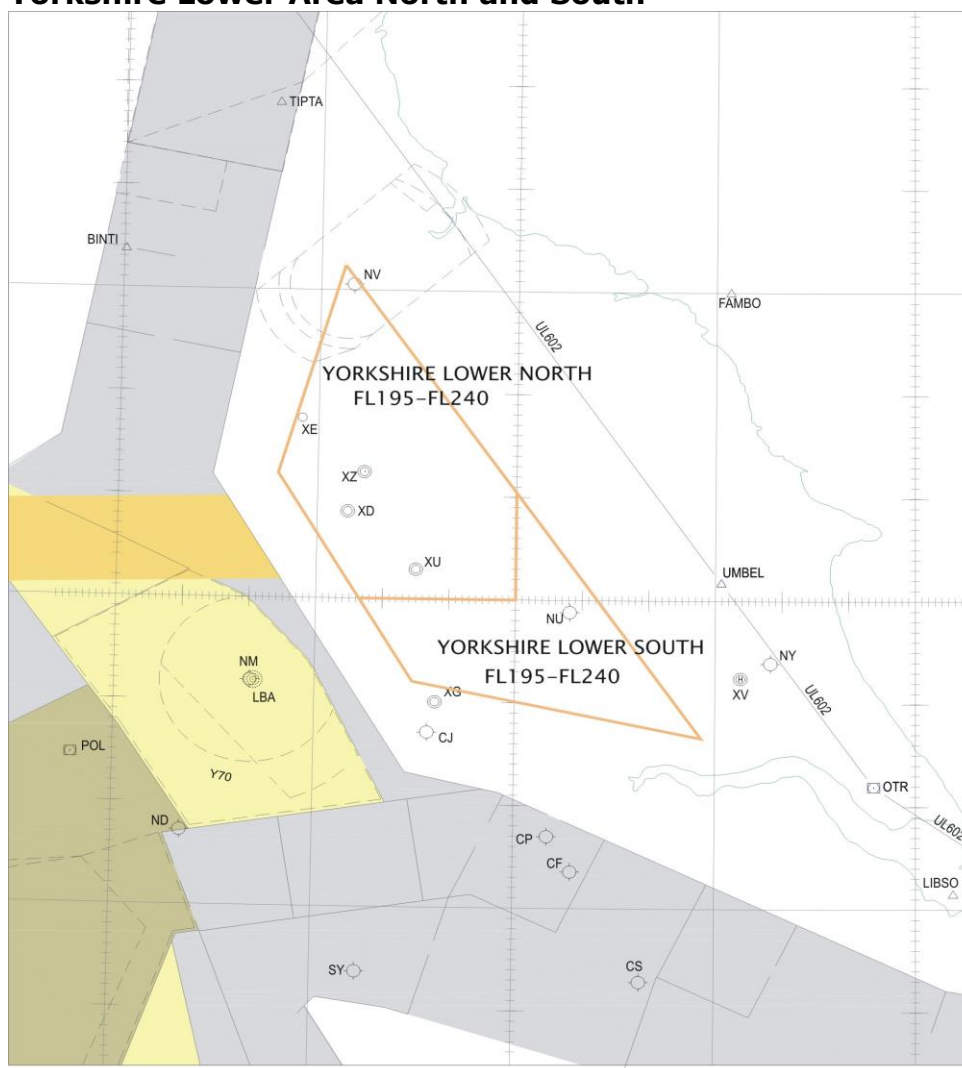 Yorkshire Lower Area North and South
TIPTA
BINTI
NV
FAMBO
UL602
YORKSHIRE LOWER NORTH
FL195-FL240
XE
XZ
XD
XU
UMBEL
NU
YORKSHIRE LOWER SOUTH
FL195-FL240
NM
LBA
NY
XV
XG
UL602
CJ
POL
Y70
OTR
ND
CP
UL602
CF
LIBSO
SY
CS